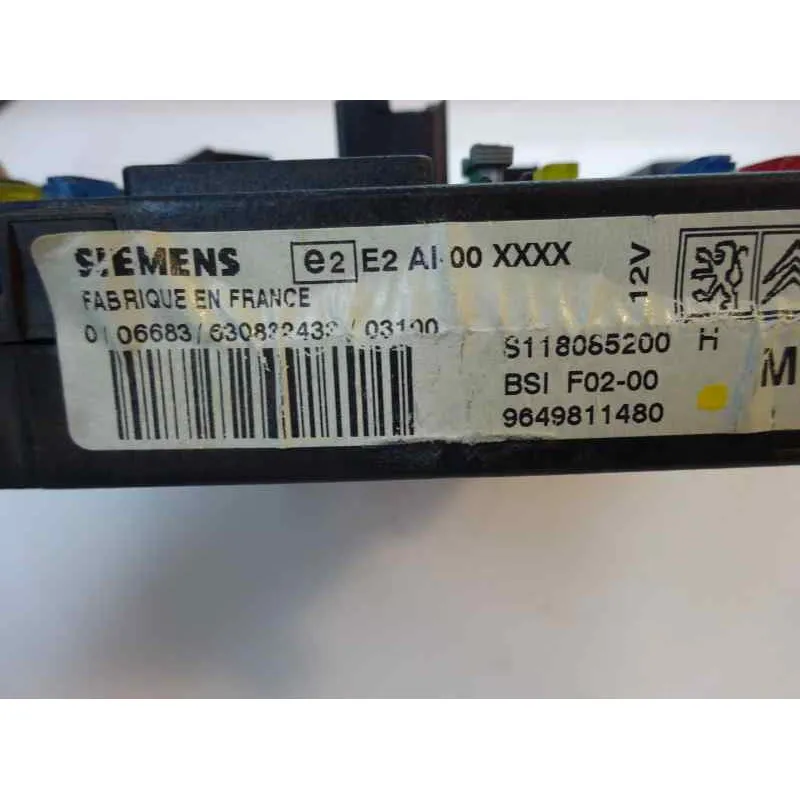 SIEMENS e2 E2 AI·00 XXXX
FABRIQUE EN FRANCE
12V
S118085200 H
BSI F02-00 M
9649811480